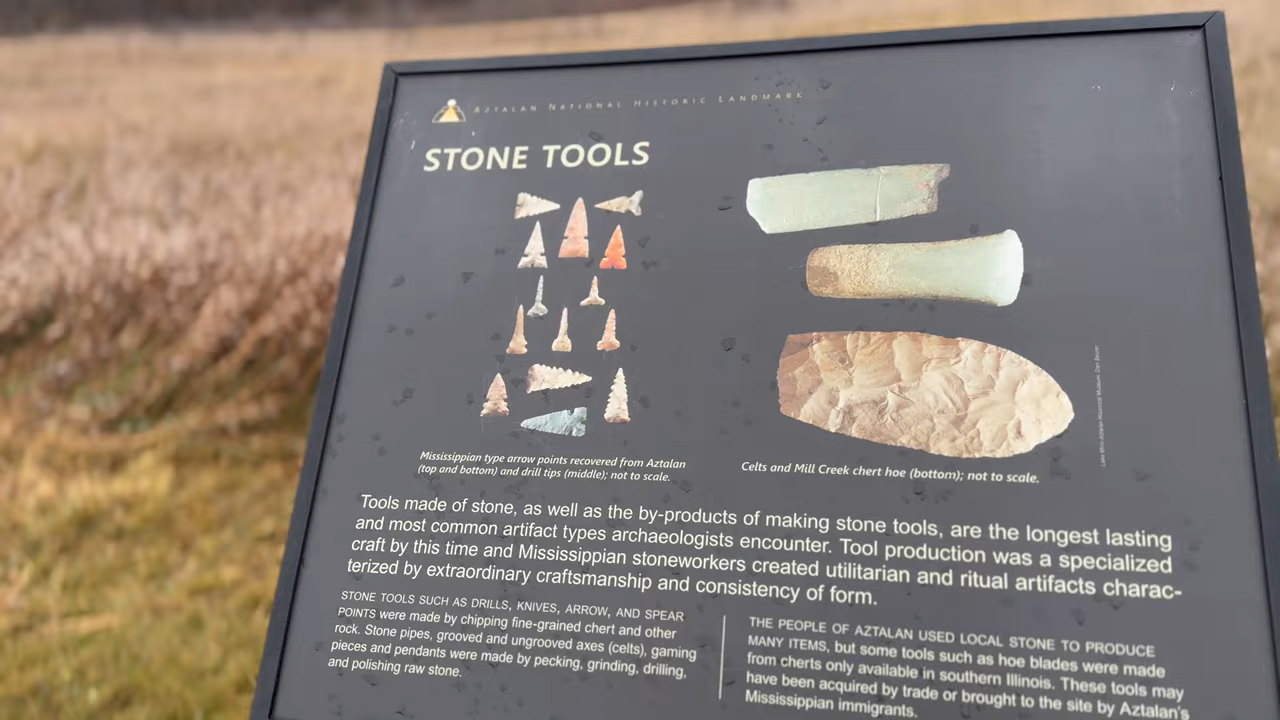 AZTALAN NATIONAL HISTORIC LANDMARK
STONE TOOLS
Mississippian type arrow points recovered from Aztalan
(top and bottom) and drill tips (middle); not to scale.
Celts and Mill Creek chert hoe (bottom); not to scale.
Lake Mills-Aztalan Historical Museum: Dan Seurer
Tools made of stone, as well as the by-products of making stone tools, are the longest lasting
and most common artifact types archaeologists encounter. Tool production was a specialized
craft by this time and Mississippian stoneworkers created utilitarian and ritual artifacts charac-
terized by extraordinary craftsmanship and consistency of form.
STONE TOOLS SUCH AS DRILLS, KNIVES, ARROW, AND SPEAR
POINTS were made by chipping fine-grained chert and other
rock. Stone pipes, grooved and ungrooved axes (celts), gaming
pieces and pendants were made by pecking, grinding, drilling,
and polishing raw stone.
THE PEOPLE OF AZTALAN USED LOCAL STONE TO PRODUCE
MANY ITEMS, but some tools such as hoe blades were made
from cherts only available in southern Illinois. These tools may
have been acquired by trade or brought to the site by Aztalan's
Mississippian immigrants.